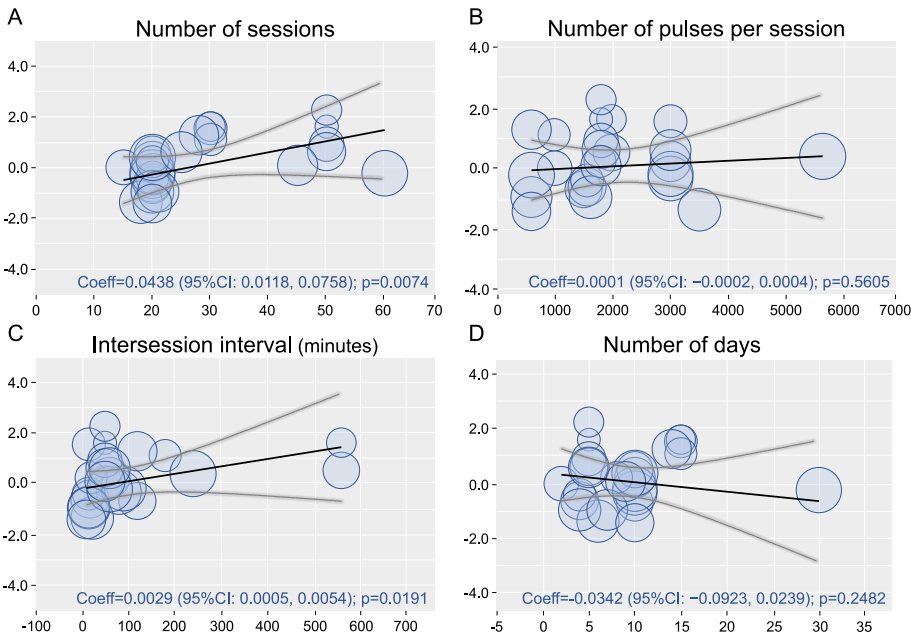 A
Number of sessions
4.0
2.0
0.0
-2.0
-4.0
Coeff=0.0438 (95%CI: 0.0118, 0.0758); p=0.0074
0 10 20 30 40 50 60 70
B
Number of pulses per session
4.0
2.0
0.0
-2.0
-4.0
Coeff=0.0001 (95%CI: −0.0002, 0.0004); p=0.5605
0 1000 2000 3000 4000 5000 6000 7000
C
Intersession interval (minutes)
4.0
2.0
0.0
-2.0
-4.0
Coeff=0.0029 (95%CI: 0.0005, 0.0054); p=0.0191
-100 0 100 200 300 400 500 600 700
D
Number of days
4.0
2.0
0.0
-2.0
-4.0
Coeff=-0.0342 (95%CI: −0.0923, 0.0239); p=0.2482
-5 0 5 10 15 20 25 30 35